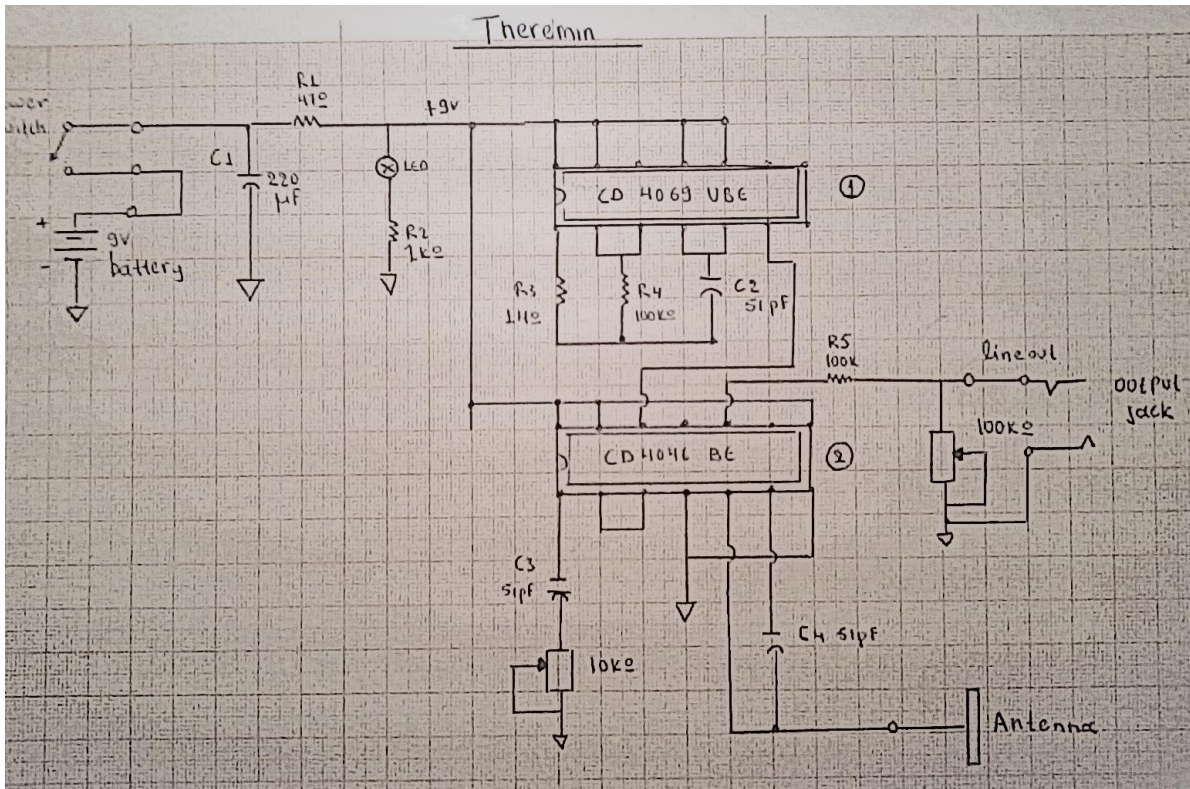 Theremin
R1
47Ω
+9v
C1
220
µF
LED
R2
1kΩ
+
9v
-
battery
CD 4069 UBE
1
R3
1MΩ
R4
100kΩ
C2
51pF
R5
100k
line out
output
jack
100kΩ
CD4046 BE
2
C3
51pF
10kΩ
C4 51pF
Antenna